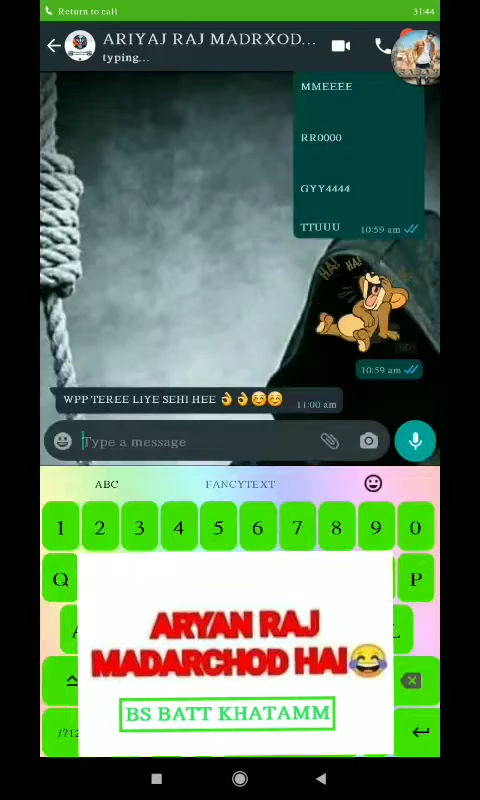 Return to call
31:44
ARIYAJ RAJ MADRXOD...
typing...
MMEEEE
RR0000
GYY4444
TTUUU
10:59 am
HA! HA!
10:59 am
WPP TEREE LIYE SEHI HEE 👌👌😊😊
11:00 am
Type a message
ABC
FANCYTEXT
1 2 3 4 5 6 7 8 9 0
Q P
ARYAN RAJ
MADARCHOD HAI😂
BS BATT KHATAMM